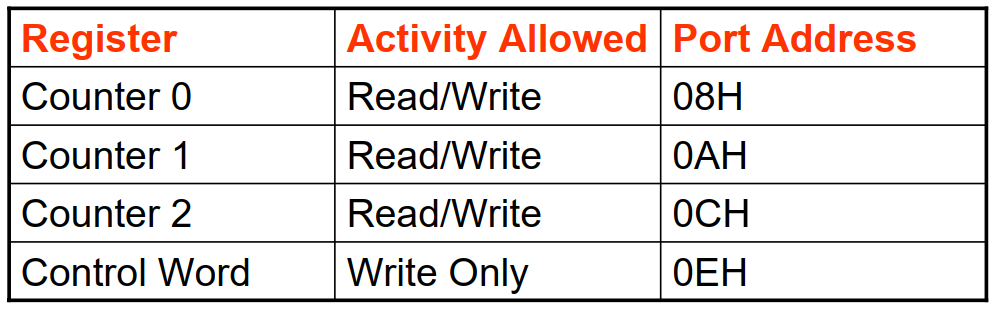 Register Activity Allowed Port Address
Counter 0 Read/Write 08H
Counter 1 Read/Write 0AH
Counter 2 Read/Write 0CH
Control Word Write Only 0EH